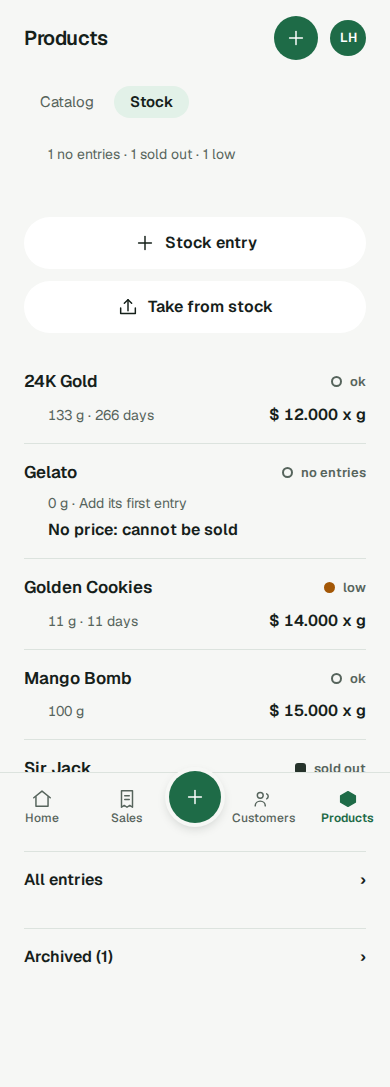 Products
LH
Catalog
Stock
1 no entries · 1 sold out · 1 low
Stock entry
Take from stock
24K Gold
ok
133 g · 266 days
$ 12.000 x g
Gelato
no entries
0 g · Add its first entry
No price: cannot be sold
Golden Cookies
low
11 g · 11 days
$ 14.000 x g
Mango Bomb
ok
100 g
$ 15.000 x g
Sir Jack
sold out
Home
Sales
Customers
Products
All entries
Archived (1)